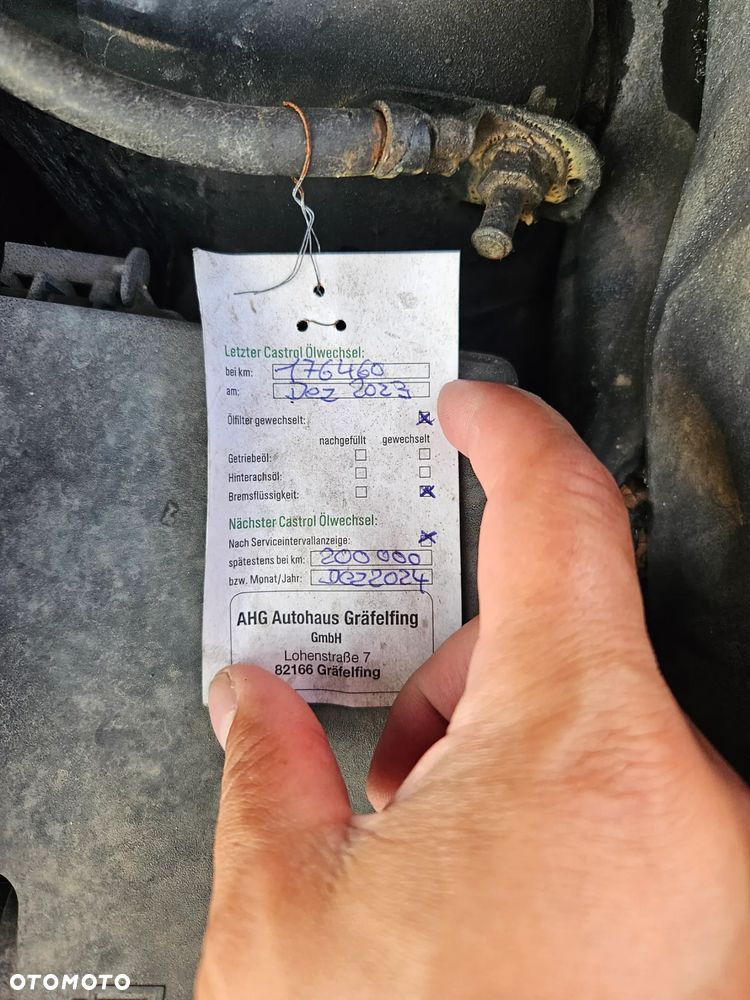 Letzter Castrol Ölwechsel:
bei km: 176460
am: Dez 2023
Ölfilter gewechselt:
nachgefüllt gewechselt
Getriebeöl:
Hinterachsöl:
Bremsflüssigkeit:
Nächster Castrol Ölwechsel:
Nach Serviceintervallanzeige:
spätestens bei km: 200 000
bzw. Monat/Jahr: Dez 2024
AHG Autohaus Gräfelfing
GmbH
Lohenstraße 7
82166 Gräfelfing
OTOMOTO